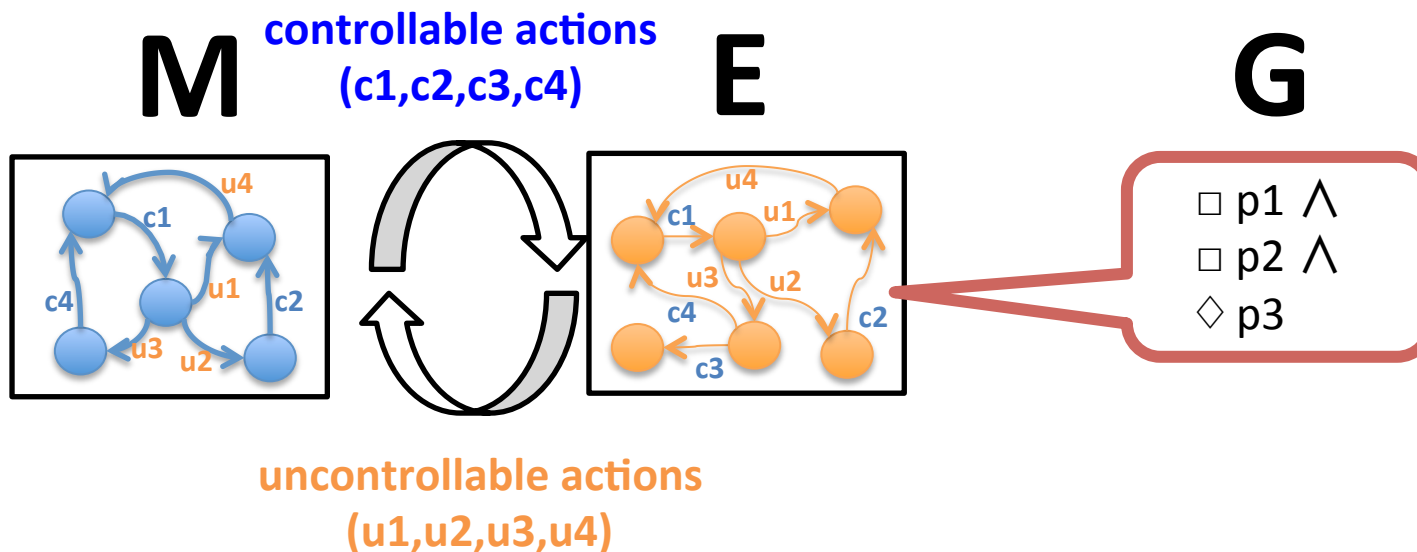 M
controllable actions
(c1,c2,c3,c4)
E
G
u4
c1
u1
c4
c2
u3
u2
u4
c1
u1
u3
u2
c4
c2
c3
□ p1 ∧
□ p2 ∧
◇ p3
uncontrollable actions
(u1,u2,u3,u4)